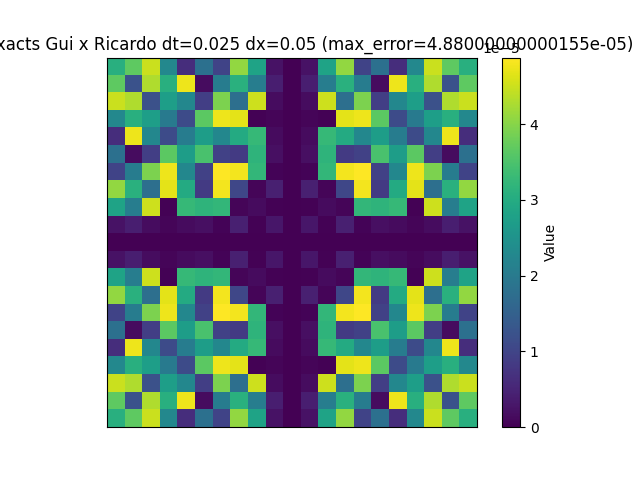 xacts Gui x Ricardo dt=0.025 dx=0.05 (max_error=4.88000000000155e-05)
1e−5
4
3
2
1
0
Value